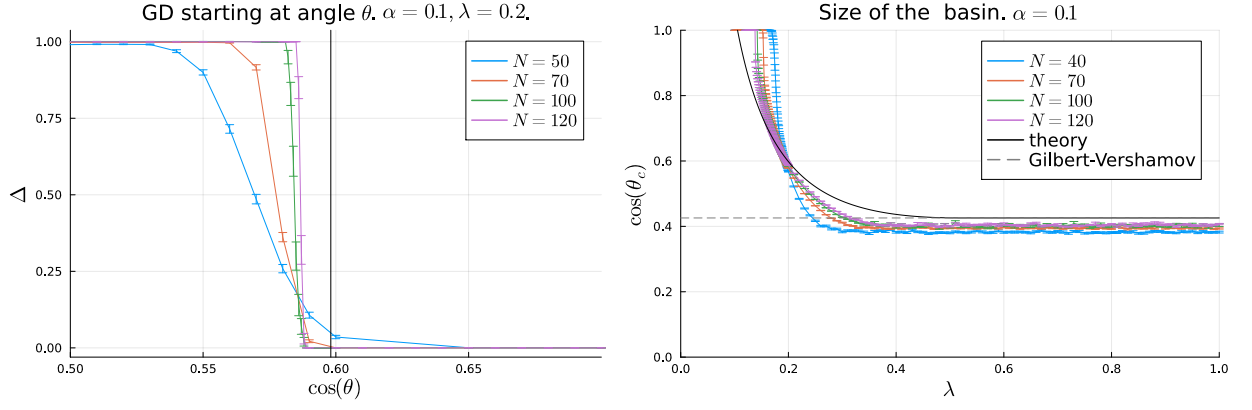 GD starting at angle θ. α = 0.1, λ = 0.2.
1.00
0.75
0.50
0.25
0.00
Δ
0.50
0.55
0.60
0.65
cos(θ)
N = 50
N = 70
N = 100
N = 120
Size of the basin. α = 0.1
1.0
0.8
0.6
0.4
0.2
0.0
cos(θ_c)
0.0
0.2
0.4
0.6
0.8
1.0
λ
N = 40
N = 70
N = 100
N = 120
theory
Gilbert-Vershamov